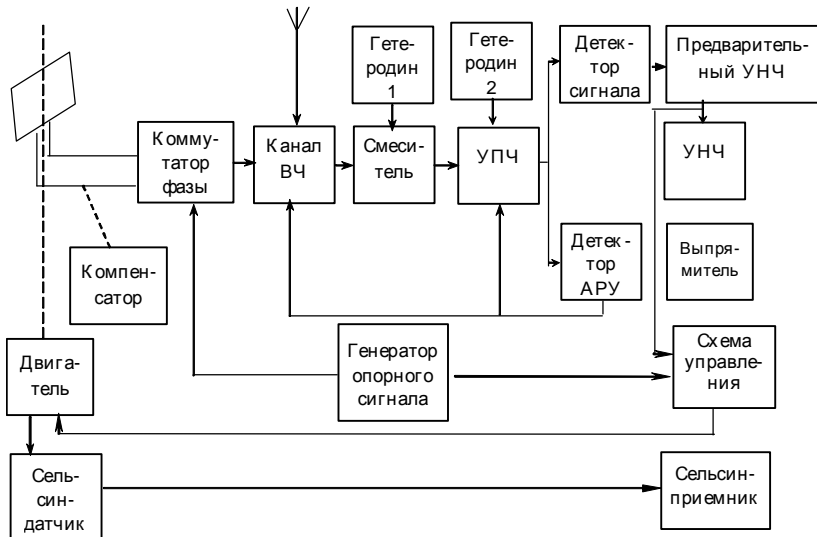 Гете-
родин
1
Гете-
родин
2
Детек-
тор
сигнала
Предваритель-
ный УНЧ
Комму-
татор
фазы
Канал
ВЧ
Смеси-
тель
УПЧ
УНЧ
Компен-
сатор
Детек-
тор
АРУ
Выпря-
митель
Двига-
тель
Генератор
опорного
сигнала
Схема
управле-
ния
Сель-
син-
датчик
Сельсин-
приемник